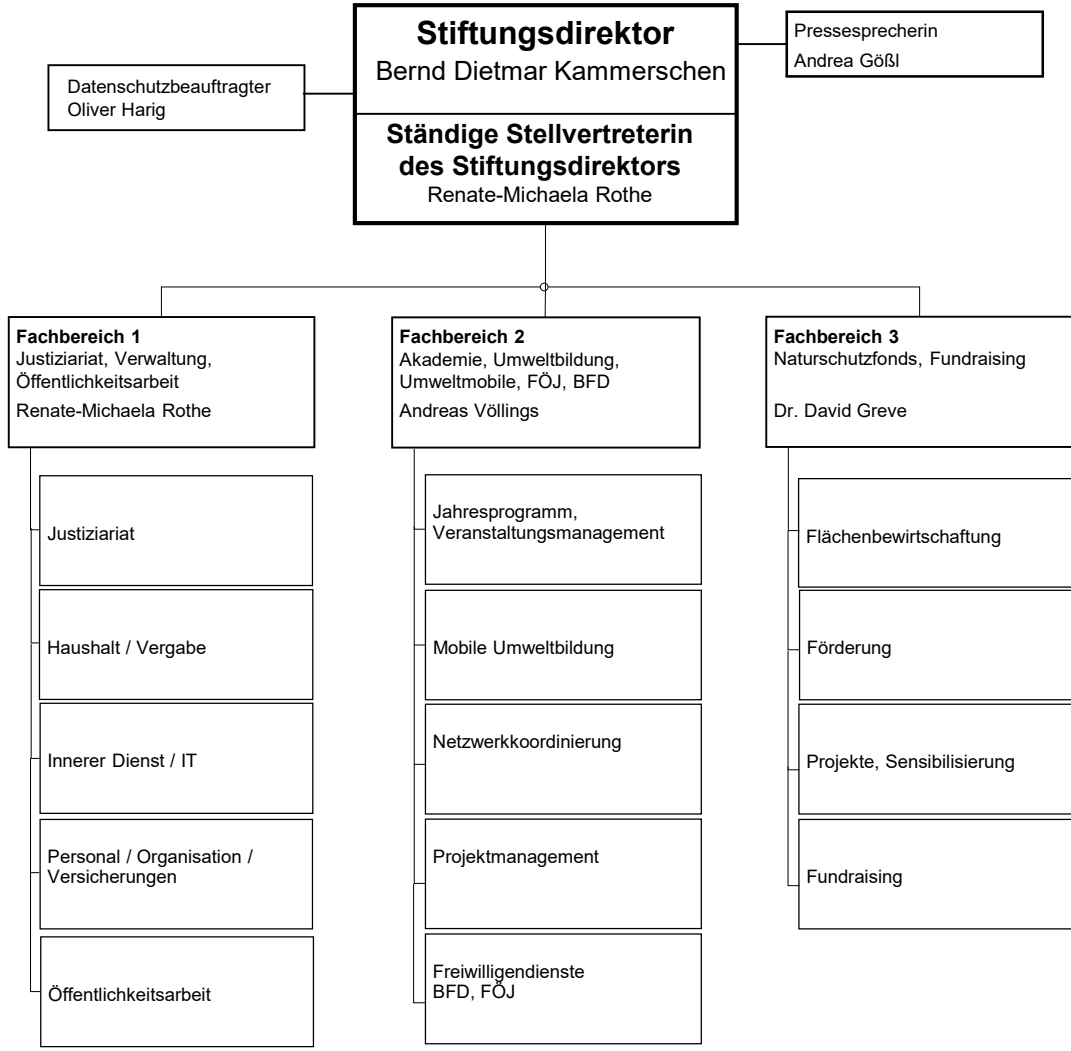 Stiftungsdirektor
Bernd Dietmar Kammerschen
Pressesprecherin
Andrea Gößl
Datenschutzbeauftragter
Oliver Harig
Ständige Stellvertreterin
des Stiftungsdirektors
Renate-Michaela Rothe
Fachbereich 1
Justiziariat, Verwaltung,
Öffentlichkeitsarbeit
Renate-Michaela Rothe
Justiziariat
Haushalt / Vergabe
Innerer Dienst / IT
Personal / Organisation /
Versicherungen
Öffentlichkeitsarbeit
Fachbereich 2
Akademie, Umweltbildung,
Umweltmobile, FÖJ, BFD
Andreas Völlings
Jahresprogramm,
Veranstaltungsmanagement
Mobile Umweltbildung
Netzwerkkoordinierung
Projektmanagement
Freiwilligendienste
BFD, FÖJ
Fachbereich 3
Naturschutzfonds, Fundraising
Dr. David Greve
Flächenbewirtschaftung
Förderung
Projekte, Sensibilisierung
Fundraising